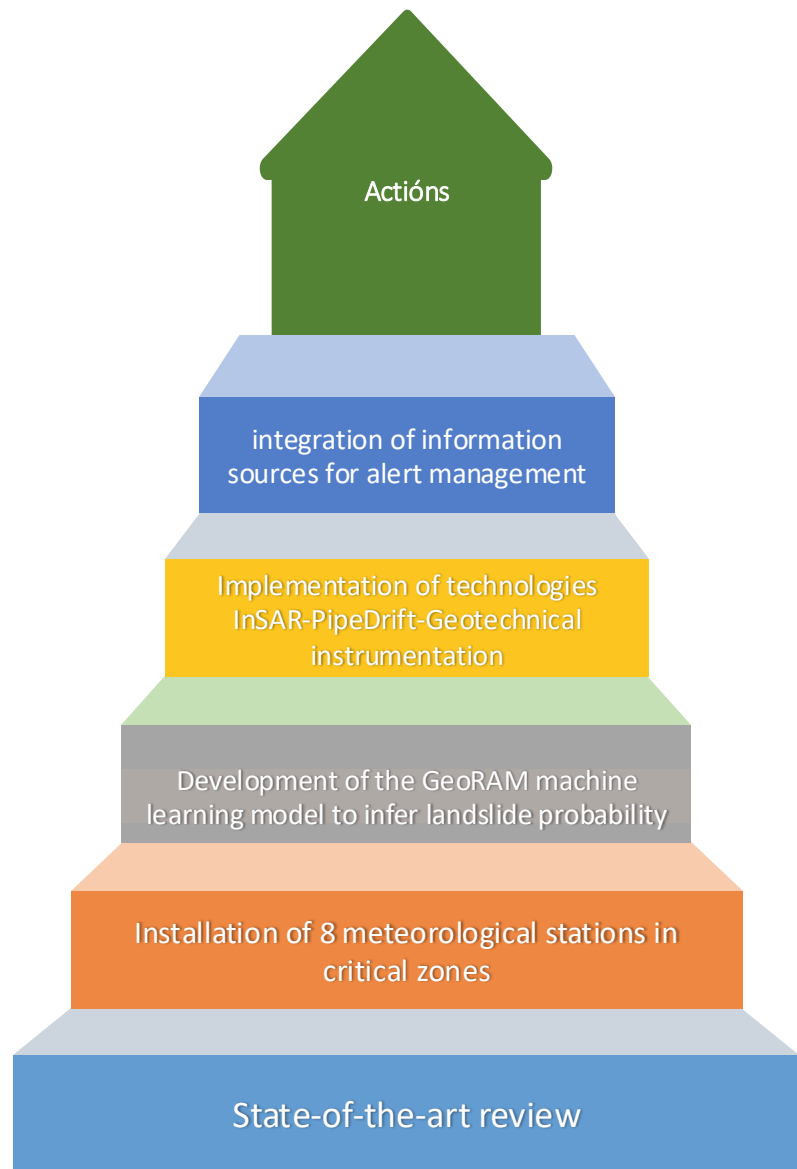 Actións
integration of information
sources for alert management
Implementation of technologies
InSAR-PipeDrift-Geotechnical
instrumentation
Development of the GeoRAM machine
learning model to infer landslide probability
Installation of 8 meteorological stations in
critical zones
State-of-the-art review